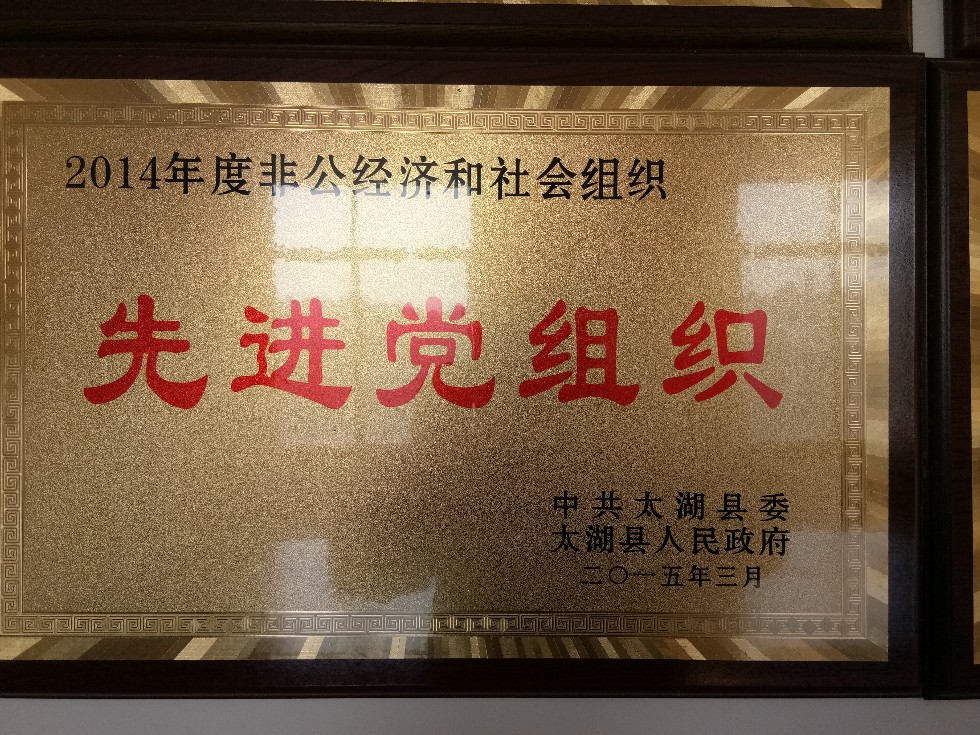 2014年度非公经济和社会组织
先进党组织
中共太湖县委
太湖县人民政府
二〇一五年三月